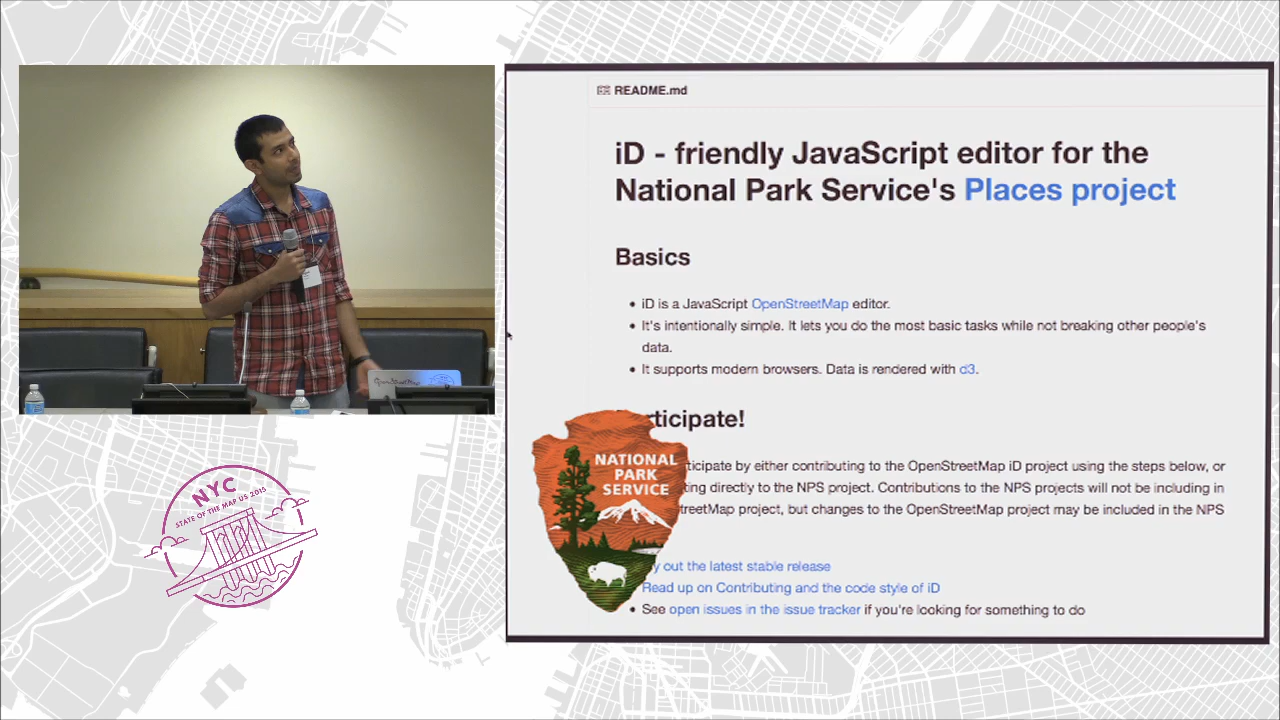 README.md
iD - friendly JavaScript editor for the
National Park Service's Places project
Basics
iD is a JavaScript OpenStreetMap editor.
It's intentionally simple. It lets you do the most basic tasks while not breaking other people's
data.
It supports modern browsers. Data is rendered with d3.
ticipate!
ticipate by either contributing to the OpenStreetMap iD project using the steps below, or
ting directly to the NPS project. Contributions to the NPS projects will not be including in
treetMap project, but changes to the OpenStreetMap project may be included in the NPS
y out the latest stable release
Read up on Contributing and the code style of iD
See open issues in the issue tracker if you're looking for something to do
NATIONAL
PARK
SERVICE
OpenStreetMap
NYC
STATE OF THE MAP US 2015